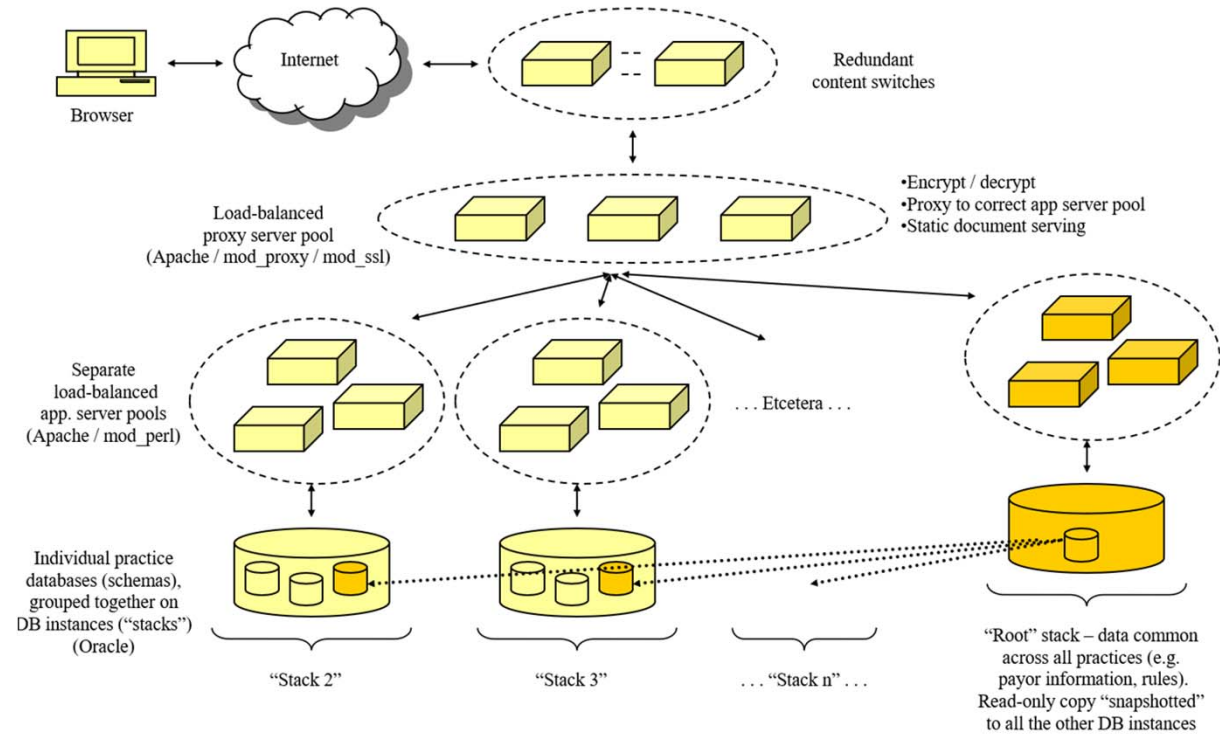 Browser
Internet
Redundant
content switches
Load-balanced
proxy server pool
(Apache / mod_proxy / mod_ssl)
•Encrypt / decrypt
•Proxy to correct app server pool
•Static document serving
Separate
load-balanced
app. server pools
(Apache / mod_perl)
. . . Etcetera . . .
Individual practice
databases (schemas),
grouped together on
DB instances (“stacks”)
(Oracle)
“Stack 2”
“Stack 3”
. . . “Stack n” . . .
“Root” stack – data common
across all practices (e.g.
payor information, rules).
Read-only copy “snapshotted”
to all the other DB instances